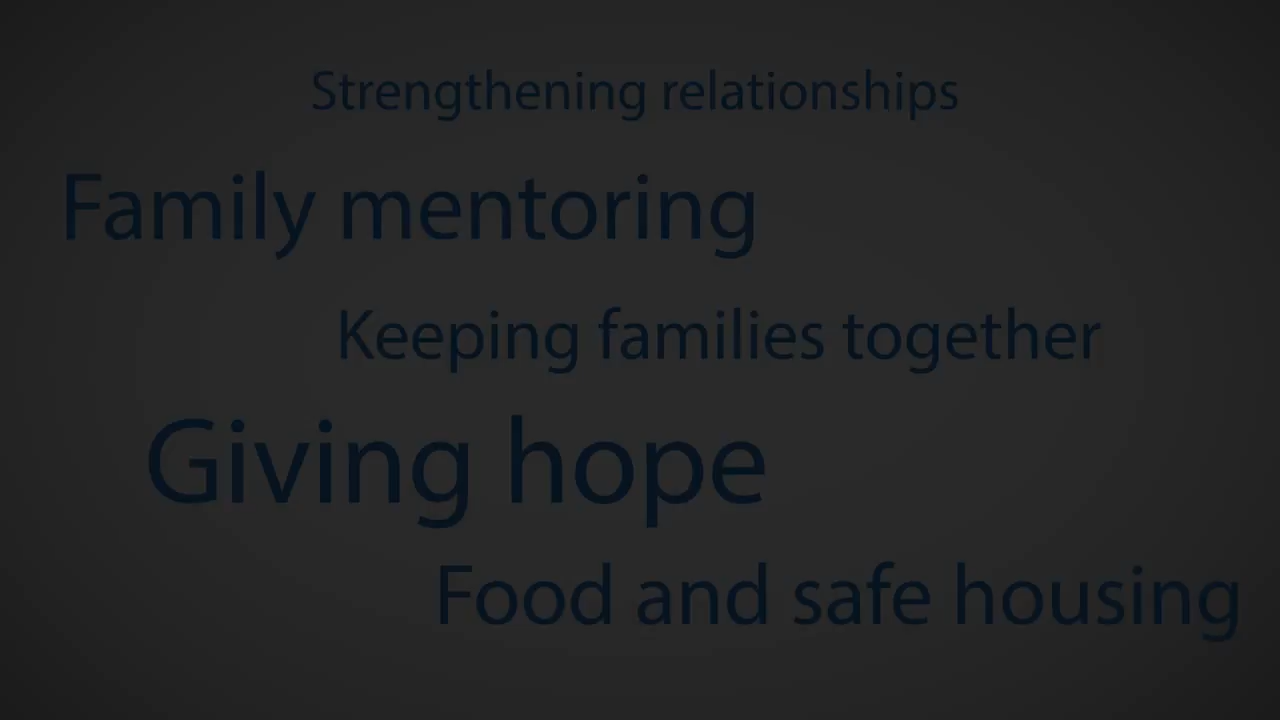 Strengthening relationships
Family mentoring
Keeping families together
Giving hope
Food and safe housing